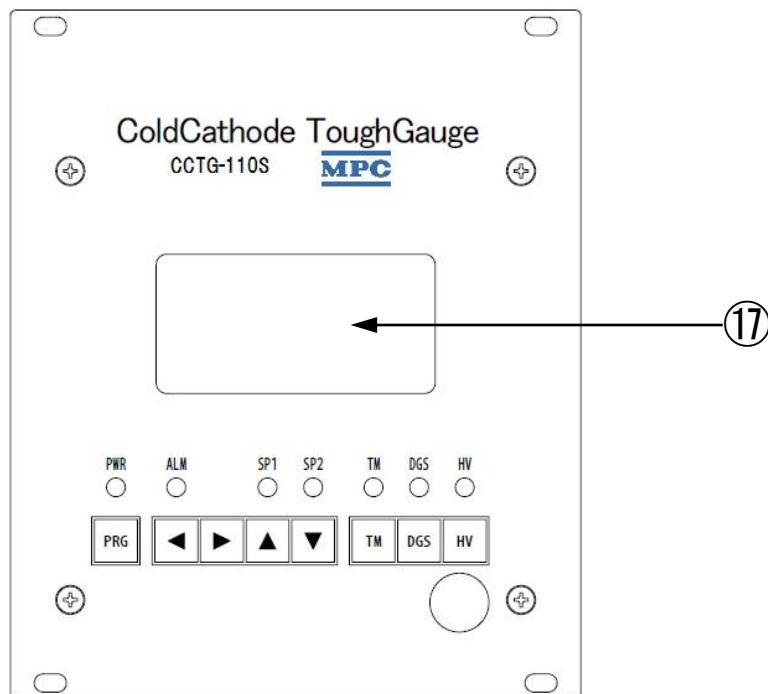 ColdCathode ToughGauge
CCTG-110S MPC
⑰
PWR ALM SP1 SP2 TM DGS HV
PRG ◀ ▶ ▲ ▼ TM DGS HV